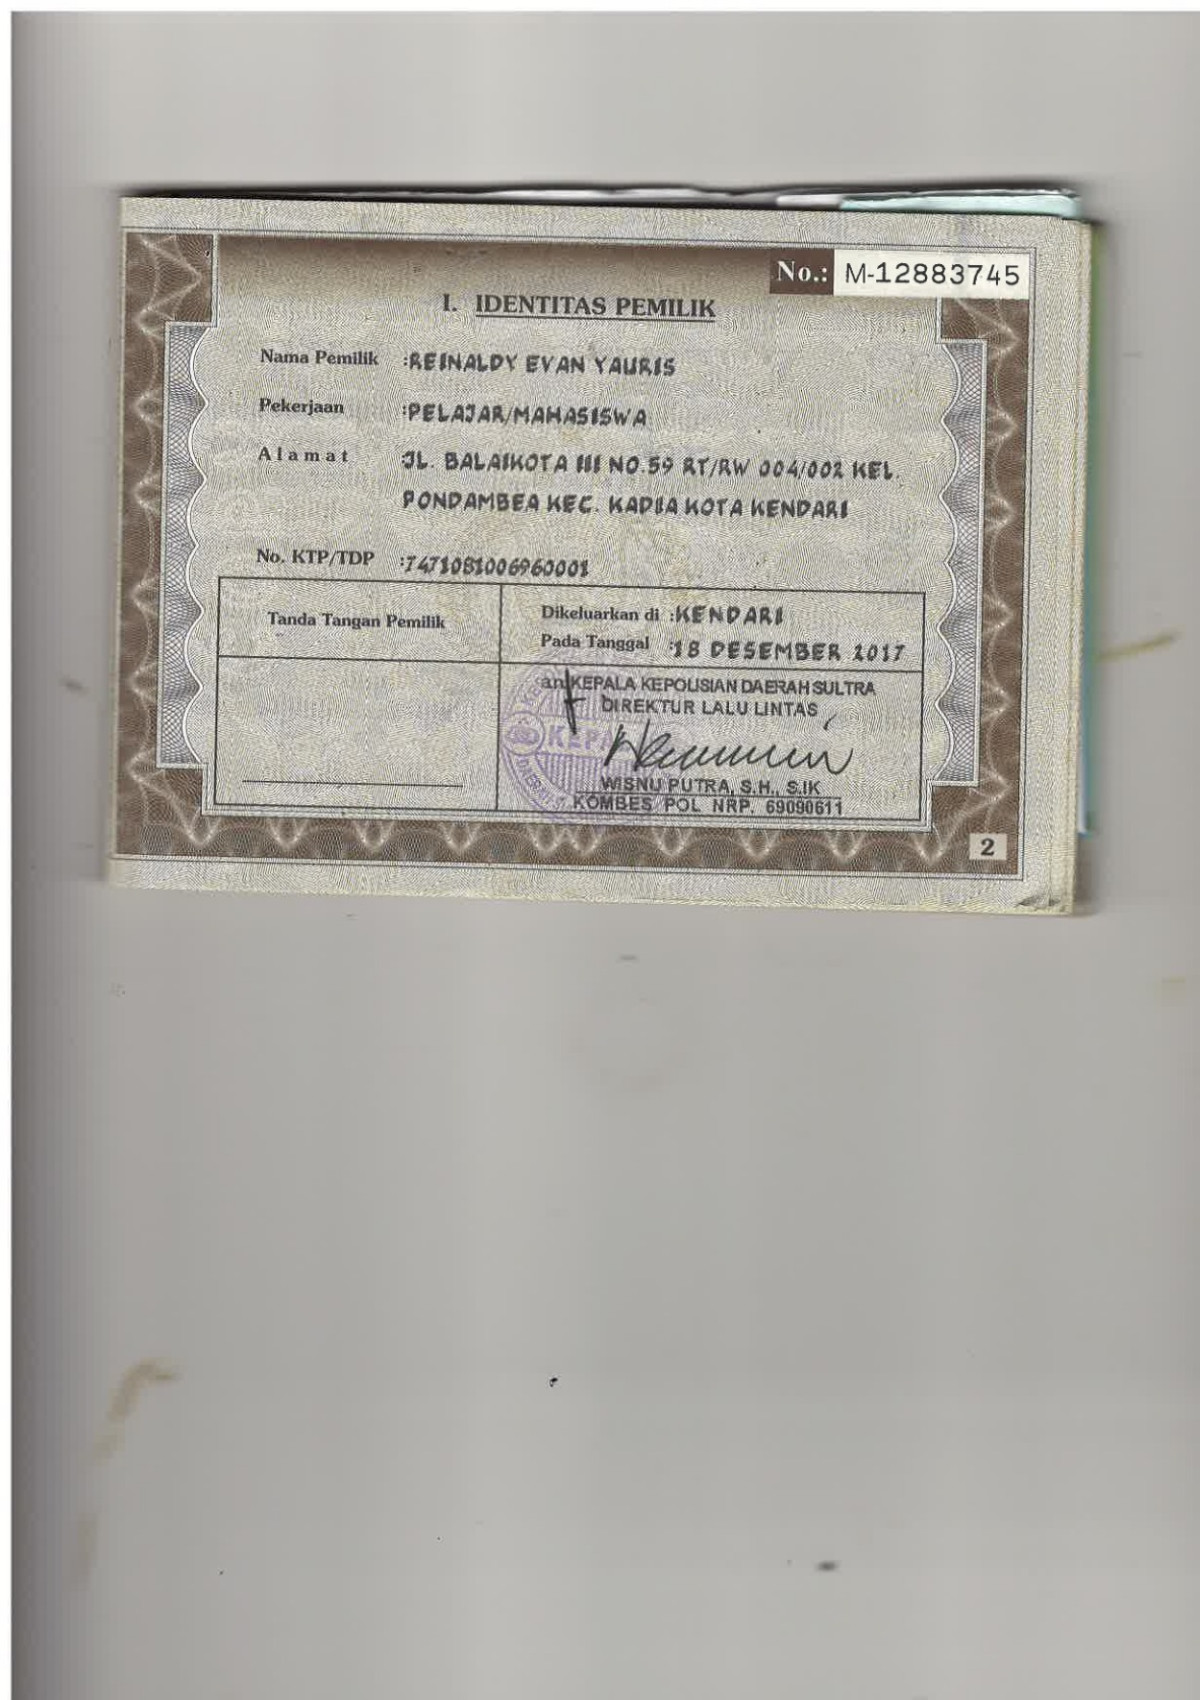 No.: M-12883745
I. IDENTITAS PEMILIK
Nama Pemilik :REINALDY EVAN YAURIS
Pekerjaan :PELAJAR/MAHASISWA
Alamat JL. BALAIKOTA III NO.59 RT/RW 004/002 KEL.
PONDAMBEA KEC. KADIA KOTA KENDARI
No. KTP/TDP :7471081006960001
Tanda Tangan Pemilik
Dikeluarkan di :KENDARI
Pada Tanggal :18 DESEMBER 2017
an KEPALA KEPOLISIAN DAERAH SULTRA
DIREKTUR LALU LINTAS
WISNU PUTRA, S.H., S.IK
KOMBES POL NRP. 69090611
2